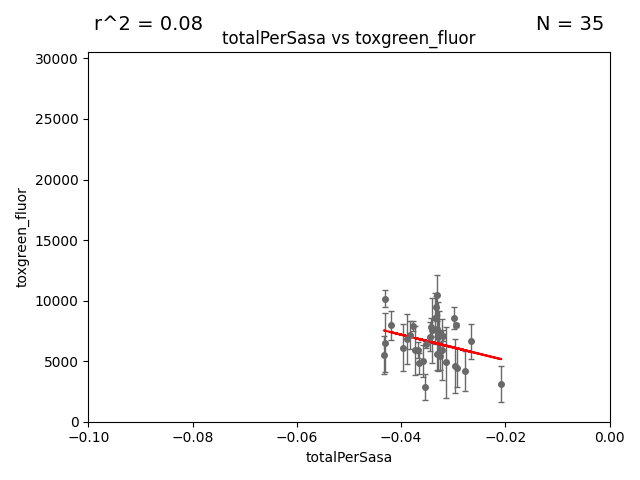 r^2 = 0.08
N = 35
totalPerSasa vs toxgreen_fluor
30000
25000
20000
15000
10000
5000
0
toxgreen_fluor
−0.10
−0.08
−0.06
−0.04
−0.02
0.00
totalPerSasa